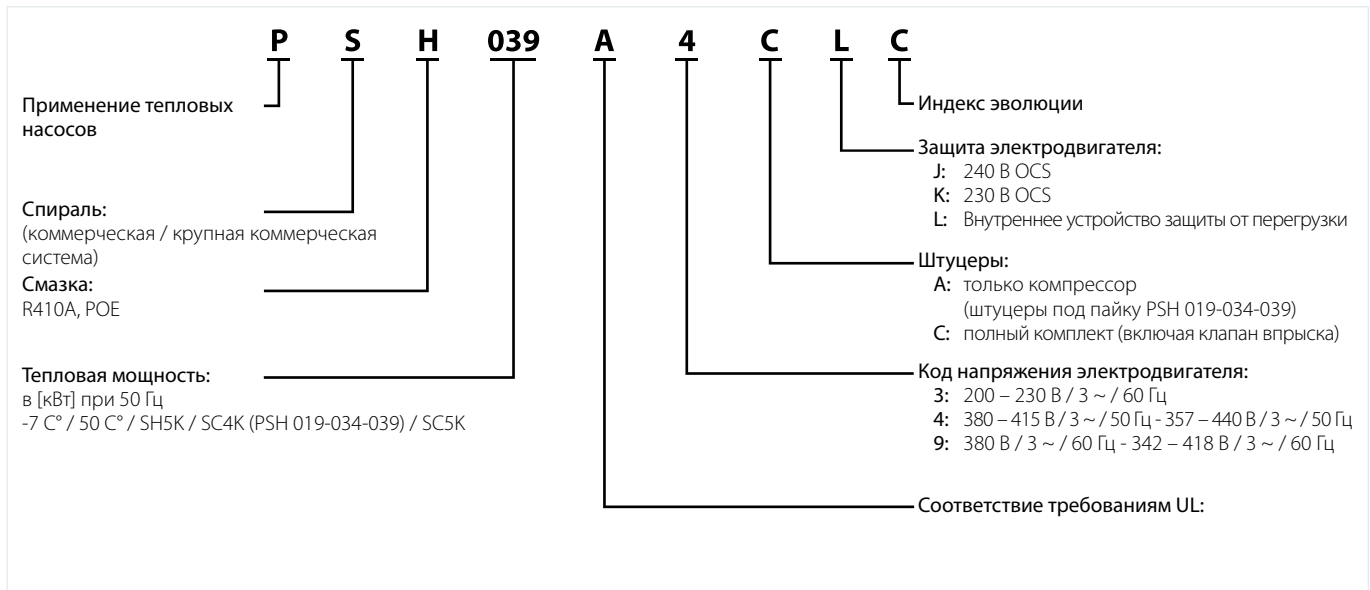 P S H 039 A 4 C L C
Применение тепловых
насосов
Спираль:
(коммерческая / крупная коммерческая
система)
Смазка:
R410A, POE
Тепловая мощность:
в [кВт] при 50 Гц
-7 C° / 50 C° / SH5K / SC4K (PSH 019-034-039) / SC5K
Индекс эволюции
Защита электродвигателя:
J: 240 В OCS
K: 230 В OCS
L: Внутреннее устройство защиты от перегрузки
Штуцеры:
A: только компрессор
(штуцеры под пайку PSH 019-034-039)
C: полный комплект (включая клапан впрыска)
Код напряжения электродвигателя:
3: 200 – 230 В / 3 ~ / 60 Гц
4: 380 – 415 В / 3 ~ / 50 Гц - 357 – 440 В / 3 ~ / 50 Гц
9: 380 В / 3 ~ / 60 Гц - 342 – 418 В / 3 ~ / 60 Гц
Соответствие требованиям UL: